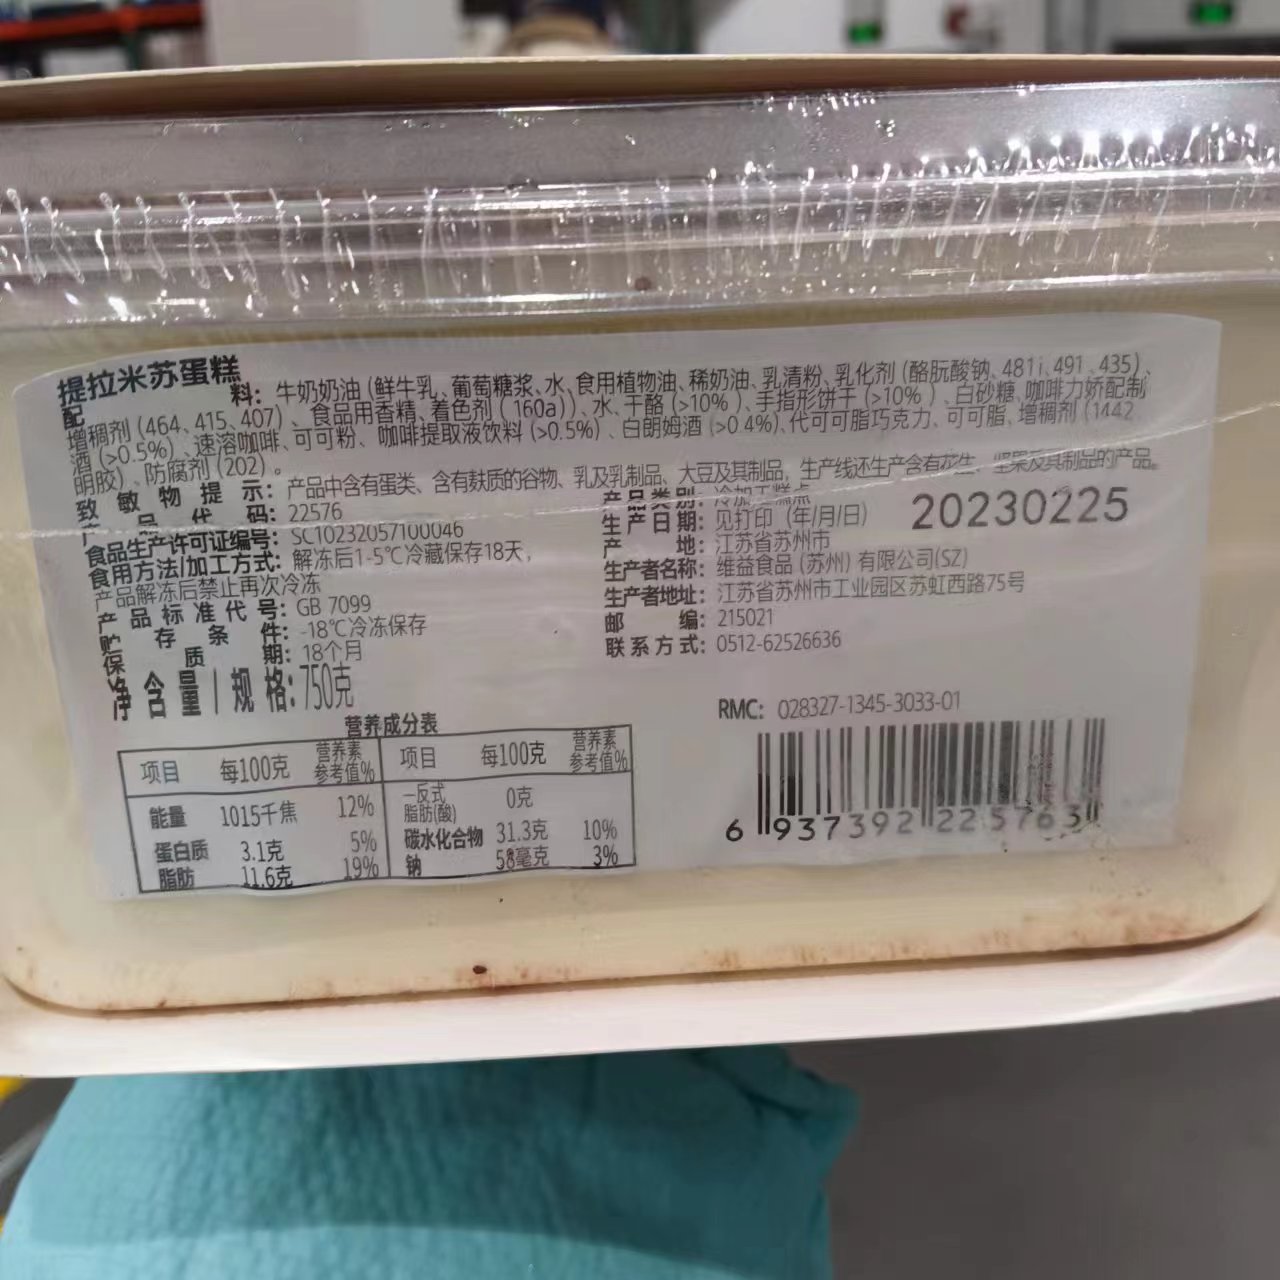 提拉米苏蛋糕
配料：牛奶奶油(鲜牛乳、葡萄糖浆、水、食用植物油、稀奶油、乳清粉、乳化剂(酪朊酸钠、481i、491、435)、
增稠剂(464、415、407)、食品用香精、着色剂(160a))、水、干酪(>10%)、手指形饼干(>10%)、白砂糖、咖啡力娇配制
酒(>0.5%)、速溶咖啡、可可粉、咖啡提取液饮料(>0.5%)、白朗姆酒(>0.4%)、代可可脂巧克力、可可脂、增稠剂(1442、
明胶)、防腐剂(202)。
致敏物提示：产品中含有蛋类、含有麸质的谷物、乳及乳制品、大豆及其制品，生产线还生产含有花生、坚果及其制品的产品。
产品代码：22576
食品生产许可证编号：SC10232057100046
食用方法/加工方式：解冻后1-5℃冷藏保存18天，
产品解冻后禁止再次冷冻
产品标准代号：GB 7099
贮存条件：-18℃冷冻保存
保质期：18个月
净含量/规格：750克
产品类别：冷加工糕点
生产日期：见打印(年/月/日) 20230225
产地：江苏省苏州市
生产者名称：维益食品(苏州)有限公司(SZ)
生产者地址：江苏省苏州市工业园区苏虹西路75号
邮编：215021
联系方式：0512-62526636
营养成分表
项目 每100克 营养素参考值% 项目 每100克 营养素参考值%
能量 1015千焦 12% —反式脂肪(酸) 0克
蛋白质 3.1克 5% 碳水化合物 31.3克 10%
脂肪 11.6克 19% 钠 58毫克 3%
RMC: 028327-1345-3033-01
6 937392 225763